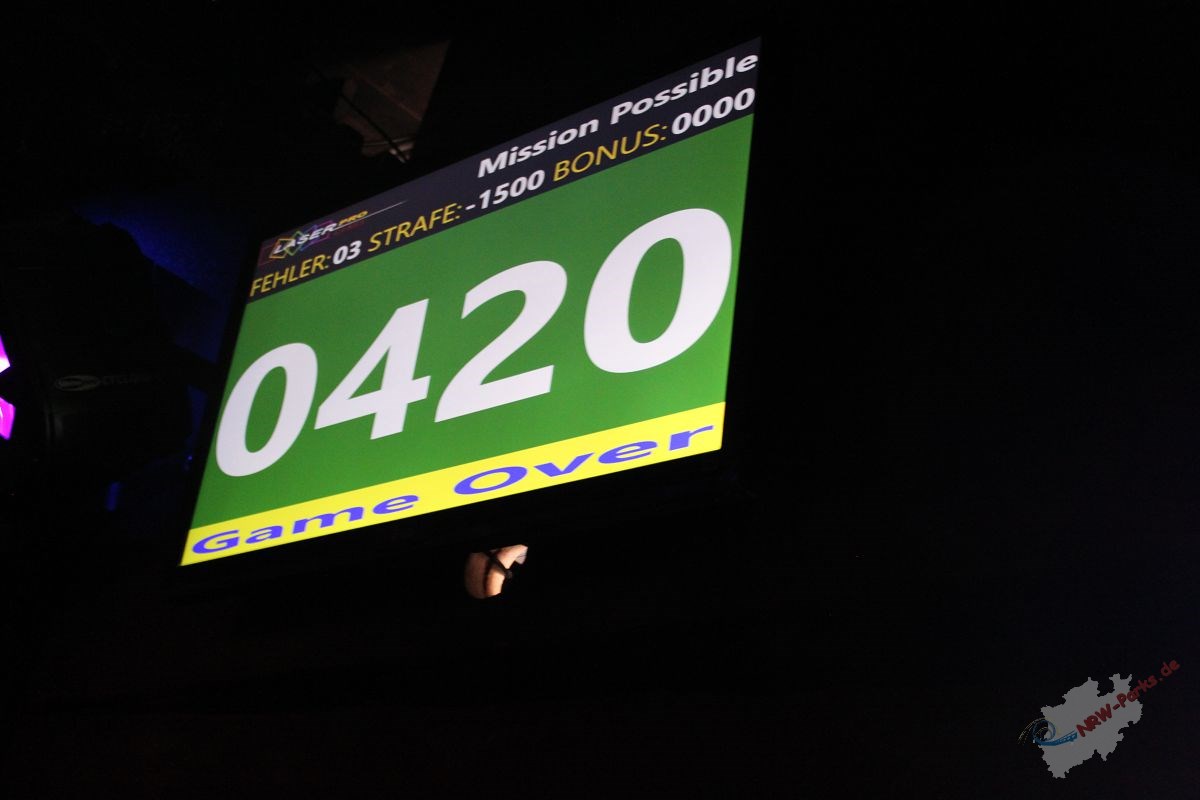 Mission Possible
LASER PRO
FEHLER: 03 STRAFE: -1500 BONUS: 0000
0420
Game Over
NRW-Parks.de